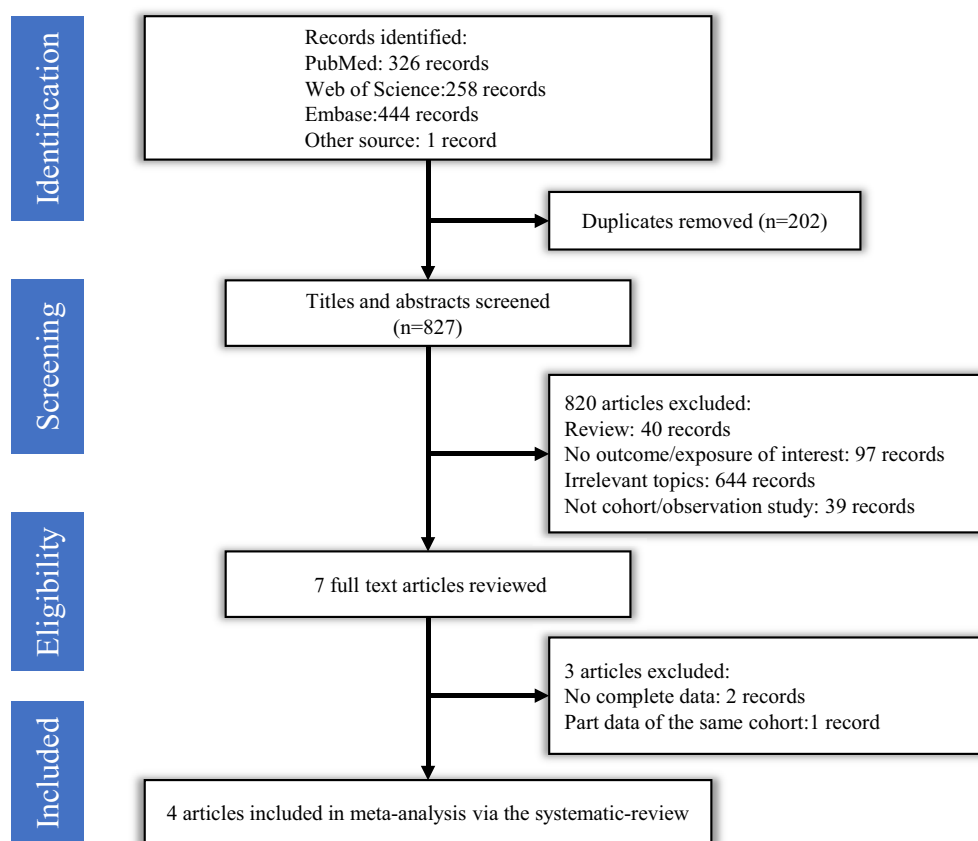 Identification
Records identified:
PubMed: 326 records
Web of Science:258 records
Embase:444 records
Other source: 1 record
Duplicates removed (n=202)
Screening
Titles and abstracts screened
(n=827)
820 articles excluded:
Review: 40 records
No outcome/exposure of interest: 97 records
Irrelevant topics: 644 records
Not cohort/observation study: 39 records
Eligibility
7 full text articles reviewed
3 articles excluded:
No complete data: 2 records
Part data of the same cohort:1 record
Included
4 articles included in meta-analysis via the systematic-review